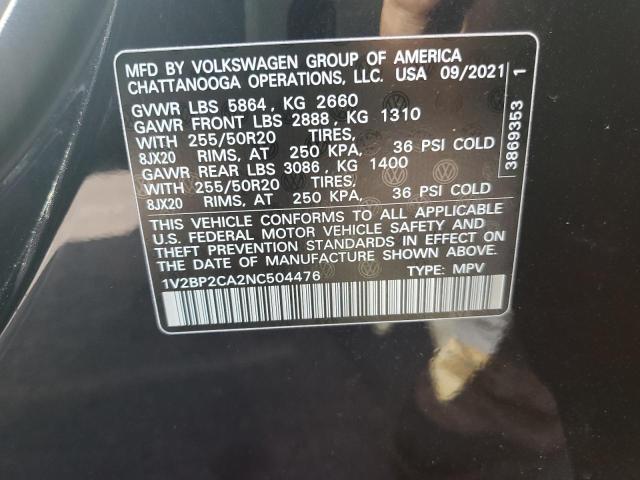 MFD BY VOLKSWAGEN GROUP OF AMERICA
CHATTANOOGA OPERATIONS, LLC. USA 09/2021
GVWR LBS 5864, KG 2660
GAWR FRONT LBS 2888, KG 1310
WITH 255/50R20 TIRES,
8JX20 RIMS, AT 250 KPA, 36 PSI COLD
GAWR REAR LBS 3086, KG 1400
WITH 255/50R20 TIRES,
8JX20 RIMS, AT 250 KPA, 36 PSI COLD
THIS VEHICLE CONFORMS TO ALL APPLICABLE
U.S. FEDERAL MOTOR VEHICLE SAFETY AND
THEFT PREVENTION STANDARDS IN EFFECT ON
THE DATE OF MANUFACTURE SHOWN ABOVE.
1V2BP2CA2NC504476 TYPE: MPV
3869353 1